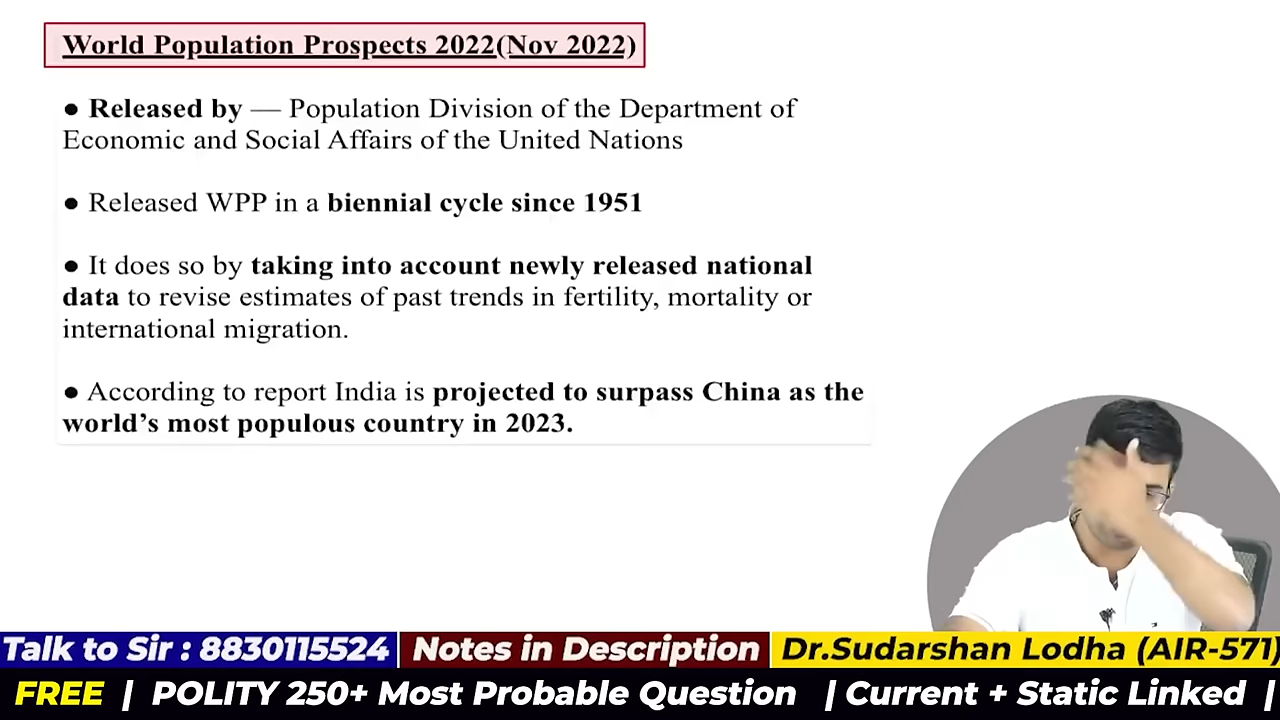 World Population Prospects 2022(Nov 2022)
● Released by — Population Division of the Department of
Economic and Social Affairs of the United Nations
● Released WPP in a biennial cycle since 1951
● It does so by taking into account newly released national
data to revise estimates of past trends in fertility, mortality or
international migration.
● According to report India is projected to surpass China as the
world’s most populous country in 2023.
Talk to Sir : 8830115524 Notes in Description Dr.Sudarshan Lodha (AIR-571)
FREE | POLITY 250+ Most Probable Question | Current + Static Linked |